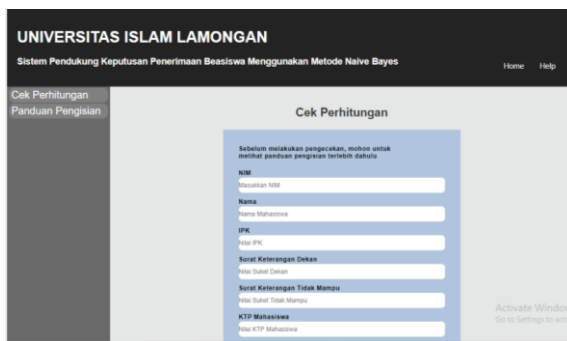 UNIVERSITAS ISLAM LAMONGAN
Sistem Pendukung Keputusan Penerimaan Beasiswa Menggunakan Metode Naive Bayes
Home Help
Cek Perhitungan
Panduan Pengisian
Cek Perhitungan
Sebelum melakukan pengecakan, mohon untuk
melihat panduan pengisian terlebih dahulu
NIM
Masukkan NIM
Nama
Nama Mahasiswa
IPK
Nilai IPK
Surat Keterangan Dekan
Nilai Suket Dekan
Surat Keterangan Tidak Mampu
Nilai Suket Tidak Mampu
KTP Mahasiswa
Nilai KTP Mahasiswa
Activate Window
Go to Settings to acti